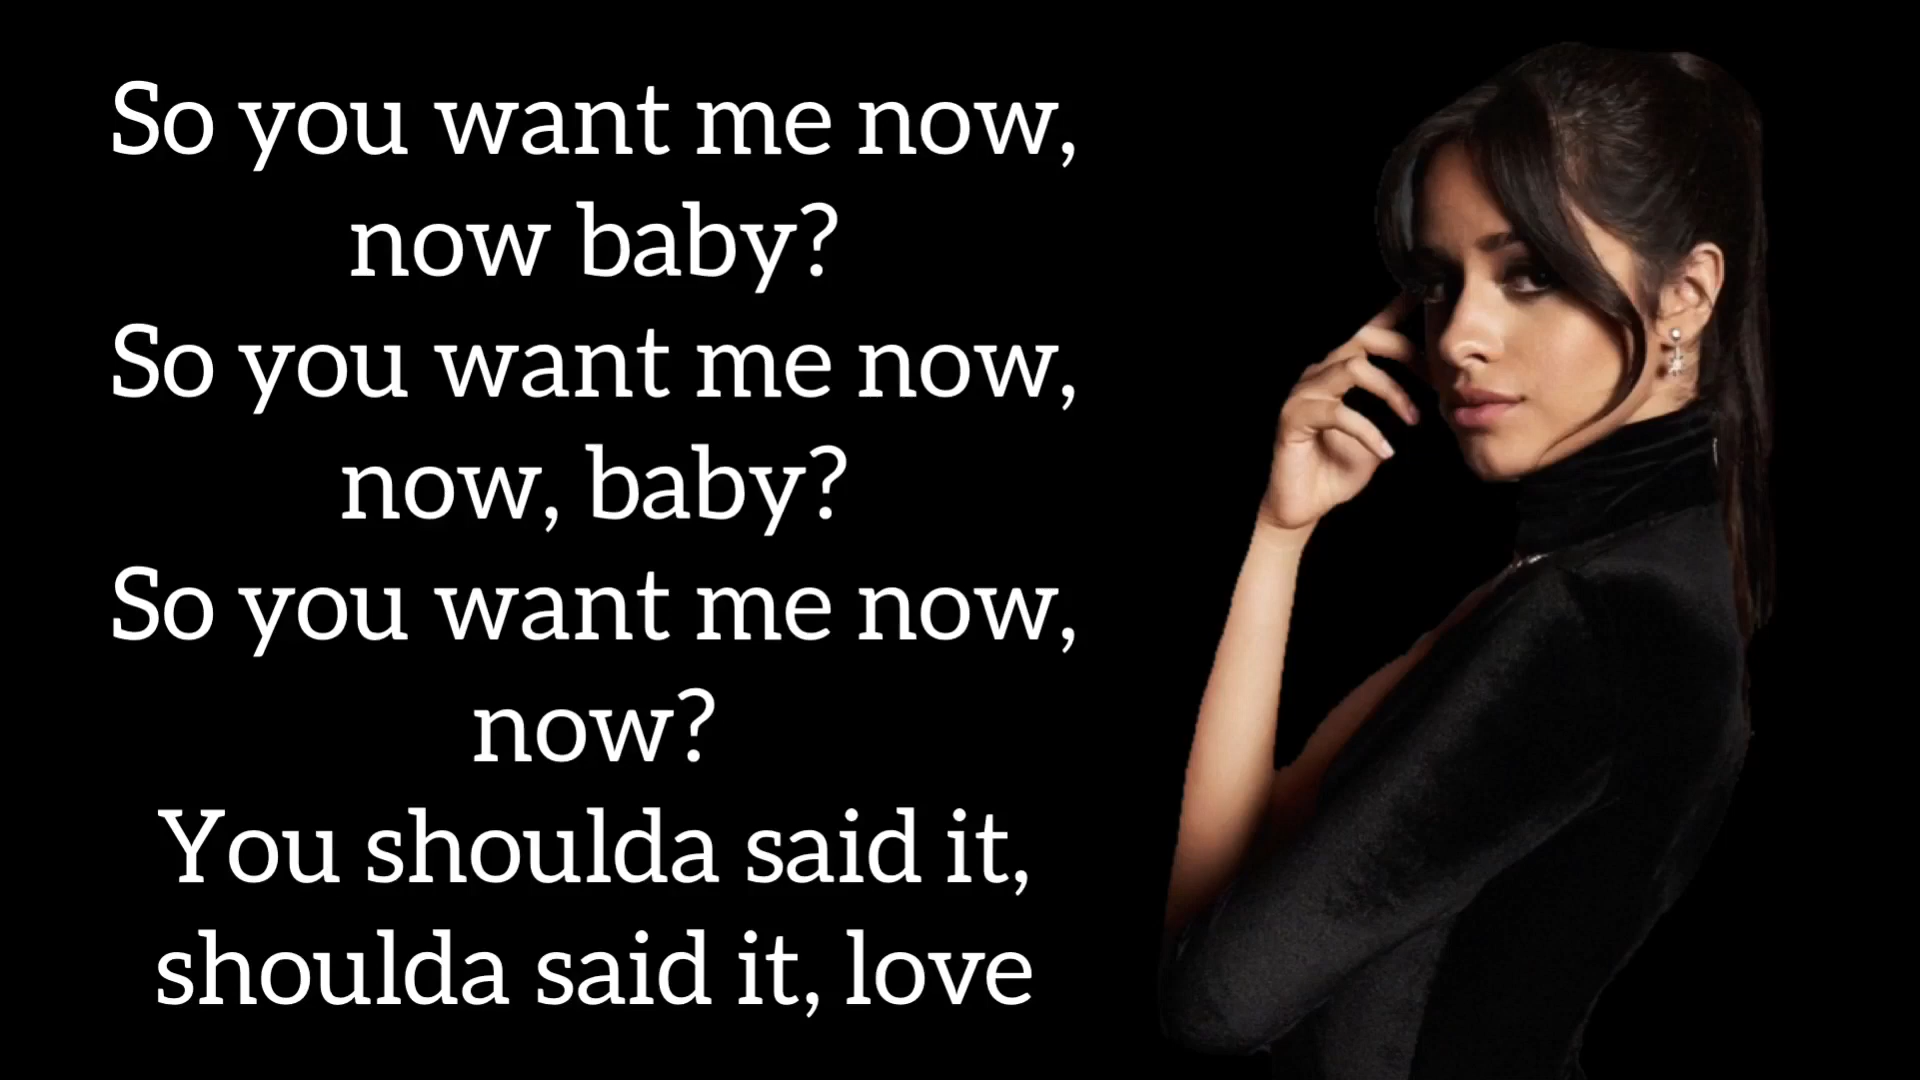 So you want me now,
now baby?
So you want me now,
now, baby?
So you want me now,
now?
You shoulda said it,
shoulda said it, love